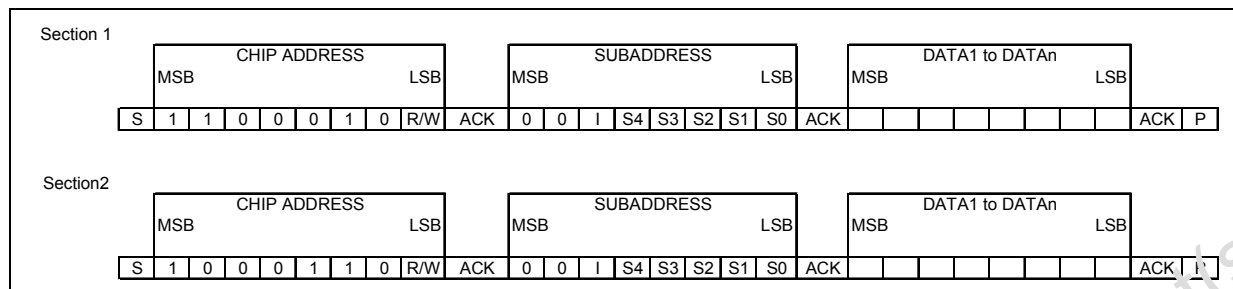 Section 1
CHIP ADDRESS SUBADDRESS DATA1 to DATAn
MSB LSB MSB LSB MSB LSB
S 1 1 0 0 0 1 0 R/W ACK 0 0 I S4 S3 S2 S1 S0 ACK ACK P
Section2
CHIP ADDRESS SUBADDRESS DATA1 to DATAn
MSB LSB MSB LSB MSB LSB
S 1 0 0 0 1 1 0 R/W ACK 0 0 I S4 S3 S2 S1 S0 ACK ACK P